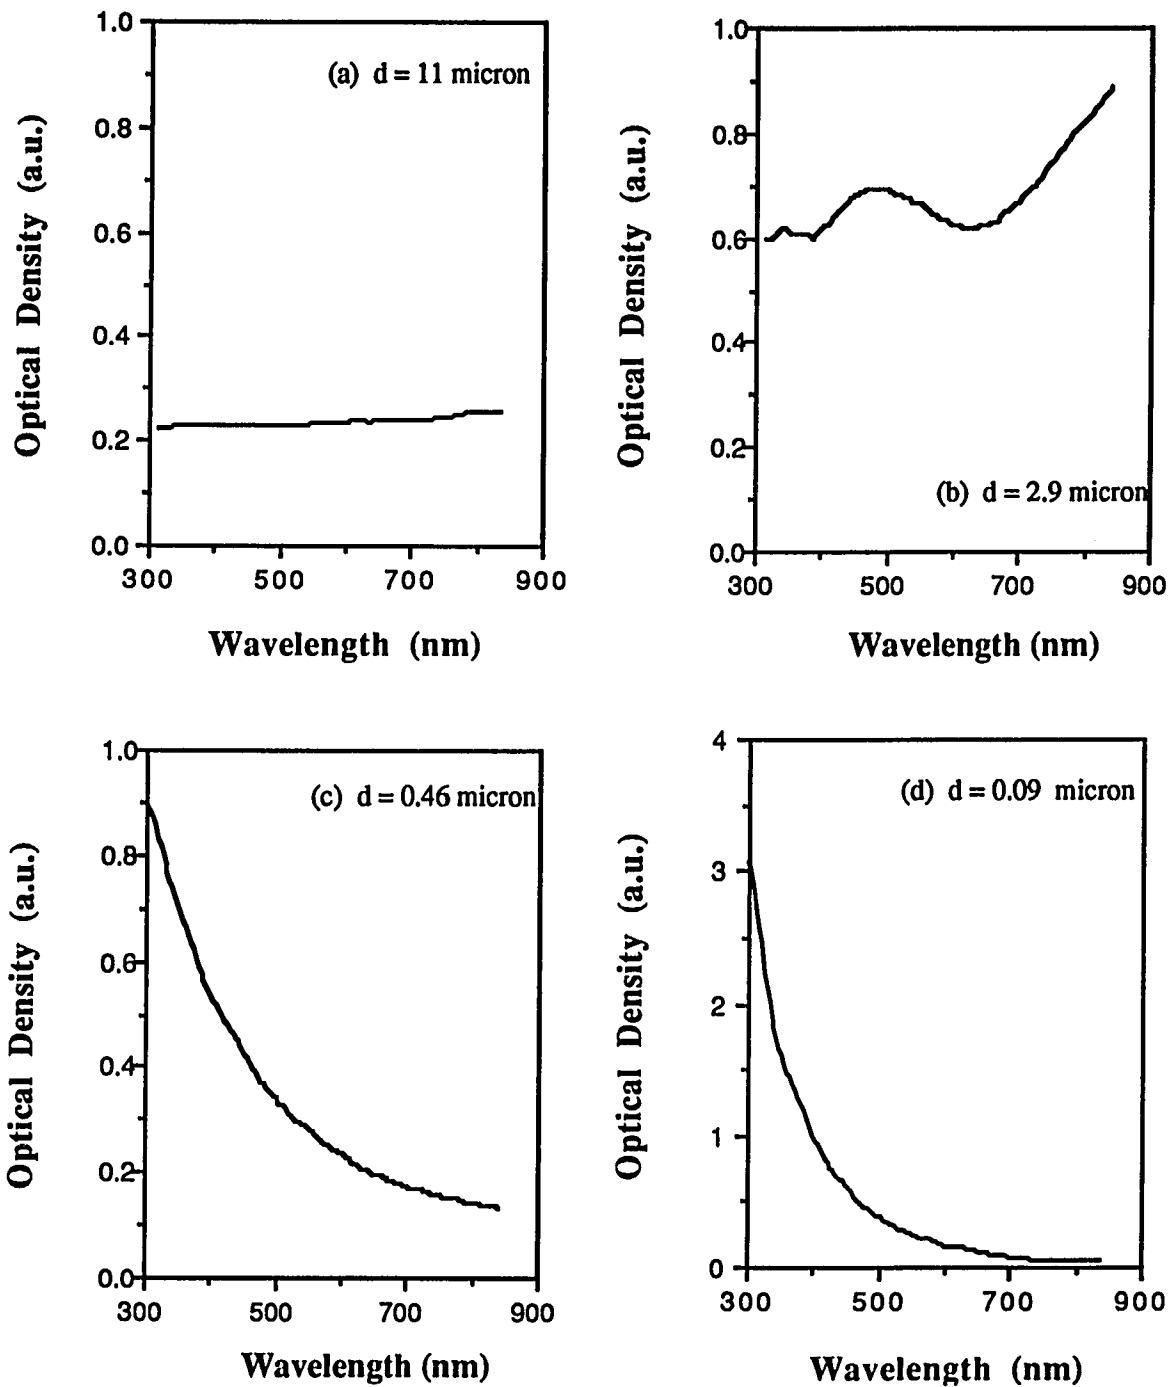 1.0
(a) d = 11 micron
0.8
0.6
0.4
0.2
0.0
300 500 700 900
Optical Density (a.u.)
Wavelength (nm)
1.0
0.8
0.6
0.4
0.2
(b) d = 2.9 micron
0.0
300 500 700 900
Optical Density (a.u.)
Wavelength (nm)
1.0
(c) d = 0.46 micron
0.8
0.6
0.4
0.2
0.0
300 500 700 900
Optical Density (a.u.)
Wavelength (nm)
4
(d) d = 0.09 micron
3
2
1
0
300 500 700 900
Optical Density (a.u.)
Wavelength (nm)